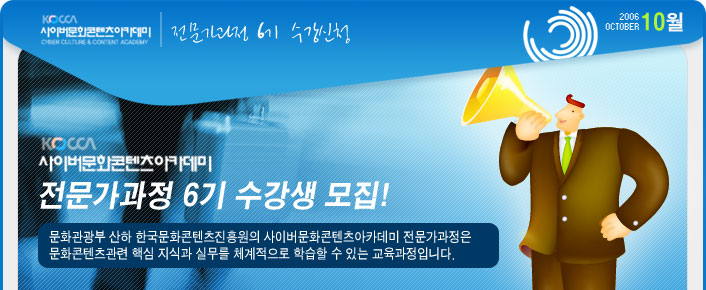 KOCCA
사이버문화콘텐츠아카데미
CYBER CULTURE & CONTENT ACADEMY
전문가과정 6기 수강신청
2006
OCTOBER 10월
KOCCA
사이버문화콘텐츠아카데미
전문가과정 6기 수강생 모집!
문화관광부 산하 한국문화콘텐츠진흥원의 사이버문화콘텐츠아카데미 전문가과정은
문화콘텐츠관련 핵심 지식과 실무를 체계적으로 학습할 수 있는 교육과정입니다.